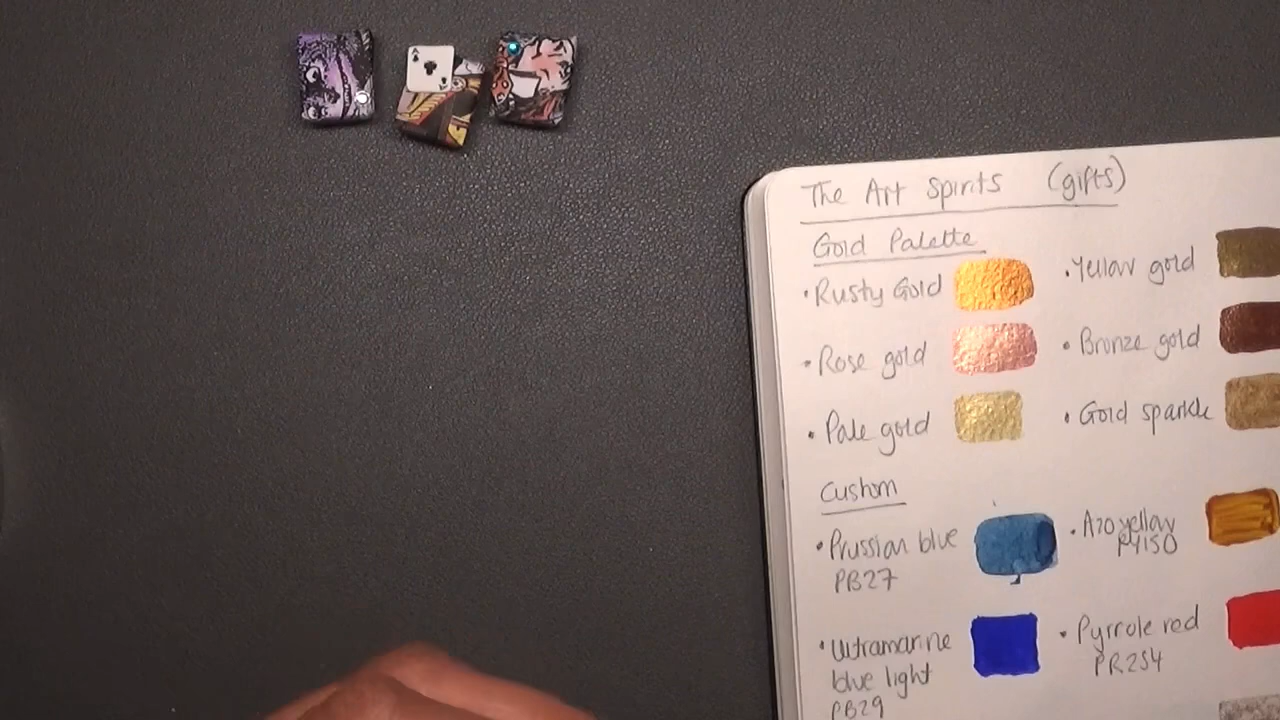 The Art Spirits (gifts)
Gold Palette
• Rusty Gold
• Yellow gold
• Rose gold
• Bronze gold
• Pale gold
• Gold sparkle
Custom
• Prussian blue
PB27
• Azo yellow
PY150
• Ultramarine
blue light
PB29
• Pyrrole red
PR254
A